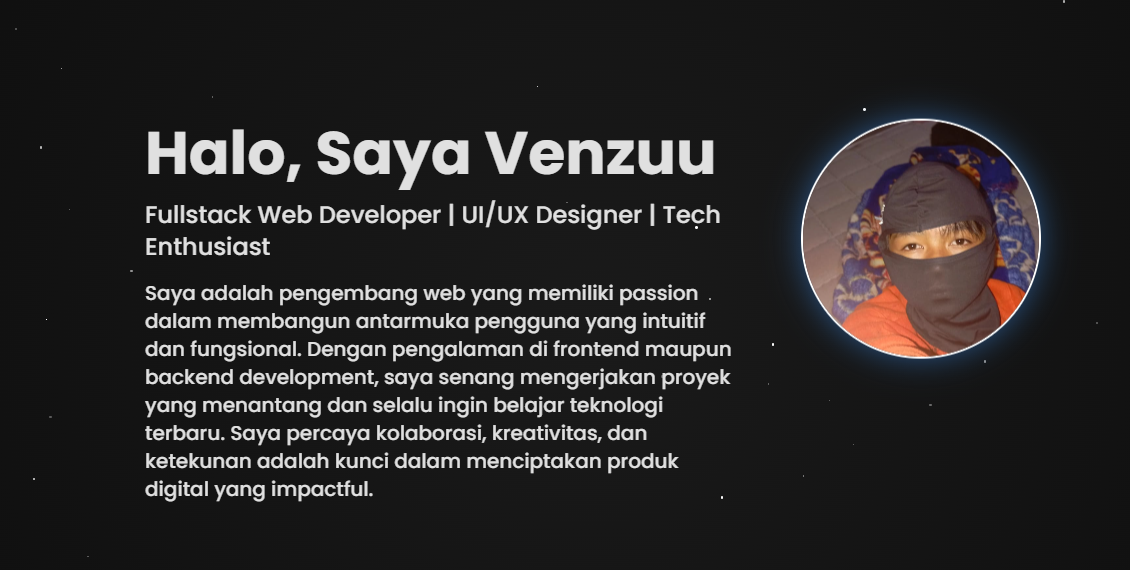 Halo, Saya Venzuu
Fullstack Web Developer | UI/UX Designer | Tech
Enthusiast
Saya adalah pengembang web yang memiliki passion
dalam membangun antarmuka pengguna yang intuitif
dan fungsional. Dengan pengalaman di frontend maupun
backend development, saya senang mengerjakan proyek
yang menantang dan selalu ingin belajar teknologi
terbaru. Saya percaya kolaborasi, kreativitas, dan
ketekunan adalah kunci dalam menciptakan produk
digital yang impactful.